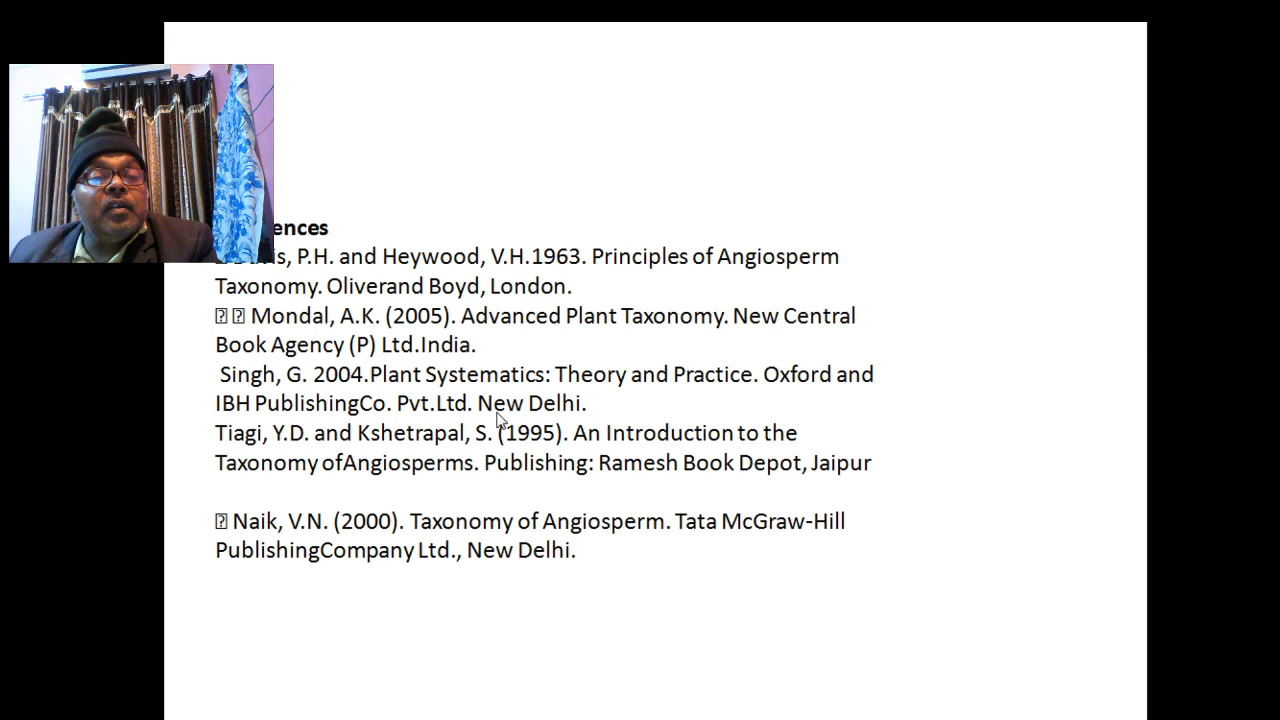 ences
is, P.H. and Heywood, V.H.1963. Principles of Angiosperm
Taxonomy. Oliverand Boyd, London.
Mondal, A.K. (2005). Advanced Plant Taxonomy. New Central
Book Agency (P) Ltd.India.
Singh, G. 2004.Plant Systematics: Theory and Practice. Oxford and
IBH PublishingCo. Pvt.Ltd. New Delhi.
Tiagi, Y.D. and Kshetrapal, S. (1995). An Introduction to the
Taxonomy ofAngiosperms. Publishing: Ramesh Book Depot, Jaipur
Naik, V.N. (2000). Taxonomy of Angiosperm. Tata McGraw-Hill
PublishingCompany Ltd., New Delhi.